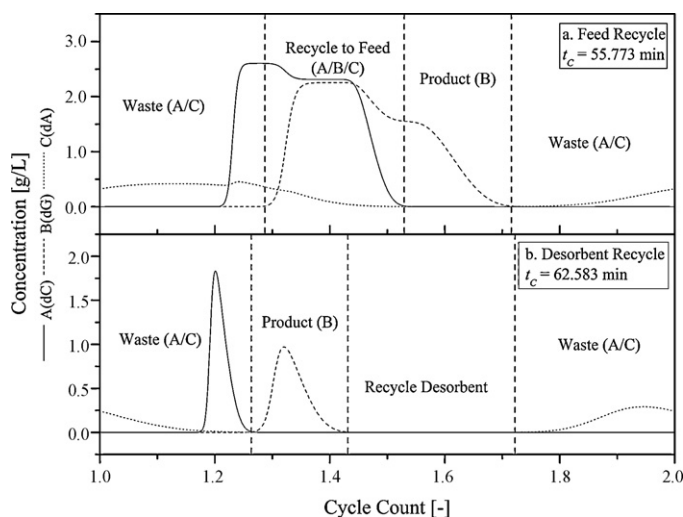 a. Feed Recycle
t_C = 55.773 min
Recycle to Feed
(A/B/C)
Product (B)
Waste (A/C)
Waste (A/C)
3.0
2.0
1.0
0.0
b. Desorbent Recycle
t_C = 62.583 min
Waste (A/C)
Product (B)
Recycle Desorbent
Waste (A/C)
2.0
1.5
1.0
0.5
0.0
1.0 1.2 1.4 1.6 1.8 2.0
Cycle Count [-]
Concentration [g/L]
A(dC) B(dG) C(dA)